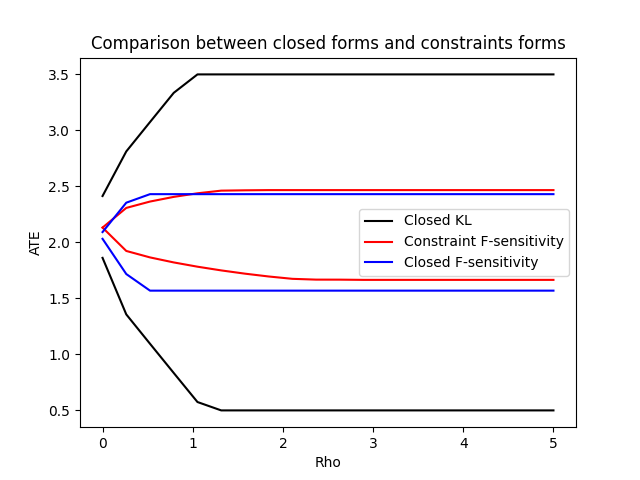 Comparison between closed forms and constraints forms
3.5
3.0
2.5
2.0
1.5
1.0
0.5
ATE
Closed KL
Constraint F-sensitivity
Closed F-sensitivity
0 1 2 3 4 5
Rho